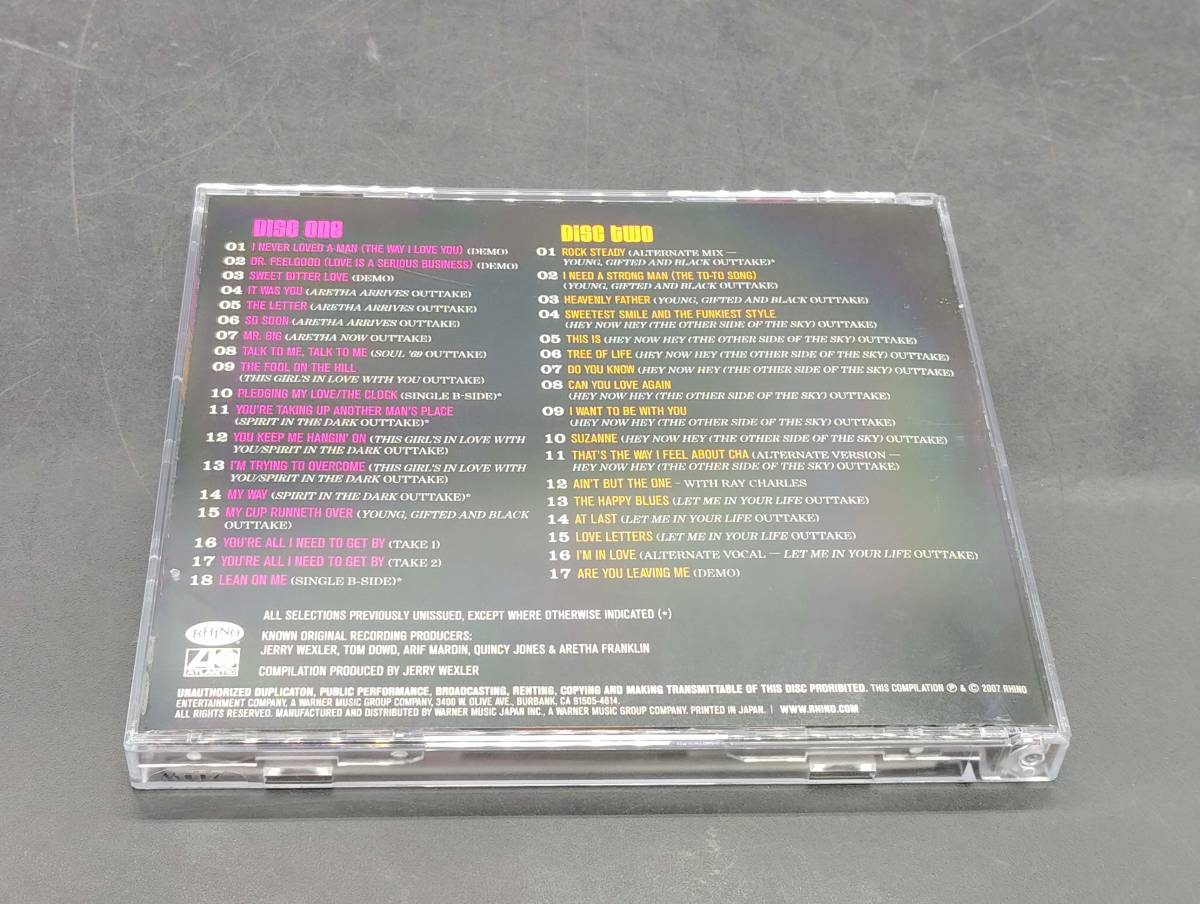 DISC ONE
01 I NEVER LOVED A MAN (THE WAY I LOVE YOU) (DEMO)
02 DR. FEELGOOD (LOVE IS A SERIOUS BUSINESS) (DEMO)
03 SWEET BITTER LOVE (DEMO)
04 IT WAS YOU (ARETHA ARRIVES OUTTAKE)
05 THE LETTER (ARETHA ARRIVES OUTTAKE)
06 SO SOON (ARETHA ARRIVES OUTTAKE)
07 MR. BIG (ARETHA NOW OUTTAKE)
08 TALK TO ME, TALK TO ME (SOUL '69 OUTTAKE)
09 THE FOOL ON THE HILL
(THIS GIRL'S IN LOVE WITH YOU OUTTAKE)
10 PLEDGING MY LOVE/THE CLOCK (SINGLE B-SIDE)*
11 YOU'RE TAKING UP ANOTHER MAN'S PLACE
(SPIRIT IN THE DARK OUTTAKE)*
12 YOU KEEP ME HANGIN' ON (THIS GIRL'S IN LOVE WITH
YOU/SPIRIT IN THE DARK OUTTAKE)
13 I'M TRYING TO OVERCOME (THIS GIRL'S IN LOVE WITH
YOU/SPIRIT IN THE DARK OUTTAKE)
14 MY WAY (SPIRIT IN THE DARK OUTTAKE)*
15 MY CUP RUNNETH OVER (YOUNG, GIFTED AND BLACK
OUTTAKE)
16 YOU'RE ALL I NEED TO GET BY (TAKE 1)
17 YOU'RE ALL I NEED TO GET BY (TAKE 2)
18 LEAN ON ME (SINGLE B-SIDE)*
DISC TWO
01 ROCK STEADY (ALTERNATE MIX —
YOUNG, GIFTED AND BLACK OUTTAKE)*
02 I NEED A STRONG MAN (THE TO-TO SONG)
(YOUNG, GIFTED AND BLACK OUTTAKE)
03 HEAVENLY FATHER (YOUNG, GIFTED AND BLACK OUTTAKE)
04 SWEETEST SMILE AND THE FUNKIEST STYLE
(HEY NOW HEY (THE OTHER SIDE OF THE SKY) OUTTAKE)
05 THIS IS (HEY NOW HEY (THE OTHER SIDE OF THE SKY) OUTTAKE)
06 TREE OF LIFE (HEY NOW HEY (THE OTHER SIDE OF THE SKY) OUTTAKE)
07 DO YOU KNOW (HEY NOW HEY (THE OTHER SIDE OF THE SKY) OUTTAKE)
08 CAN YOU LOVE AGAIN
(HEY NOW HEY (THE OTHER SIDE OF THE SKY) OUTTAKE)
09 I WANT TO BE WITH YOU
(HEY NOW HEY (THE OTHER SIDE OF THE SKY) OUTTAKE)
10 SUZANNE (HEY NOW HEY (THE OTHER SIDE OF THE SKY) OUTTAKE)
11 THAT'S THE WAY I FEEL ABOUT CHA (ALTERNATE VERSION —
HEY NOW HEY (THE OTHER SIDE OF THE SKY) OUTTAKE)
12 AIN'T BUT THE ONE – WITH RAY CHARLES
13 THE HAPPY BLUES (LET ME IN YOUR LIFE OUTTAKE)
14 AT LAST (LET ME IN YOUR LIFE OUTTAKE)
15 LOVE LETTERS (LET ME IN YOUR LIFE OUTTAKE)
16 I'M IN LOVE (ALTERNATE VOCAL — LET ME IN YOUR LIFE OUTTAKE)
17 ARE YOU LEAVING ME (DEMO)
ALL SELECTIONS PREVIOUSLY UNISSUED, EXCEPT WHERE OTHERWISE INDICATED (*)
RHINO
KNOWN ORIGINAL RECORDING PRODUCERS:
JERRY WEXLER, TOM DOWD, ARIF MARDIN, QUINCY JONES & ARETHA FRANKLIN
ATLANTIC
COMPILATION PRODUCED BY JERRY WEXLER
UNAUTHORIZED DUPLICATON, PUBLIC PERFORMANCE, BROADCASTING, RENTING, COPYING AND MAKING TRANSMITTABLE OF THIS DISC PROHIBITED. THIS COMPILATION ℗ & © 2007 RHINO
ENTERTAINMENT COMPANY, A WARNER MUSIC GROUP COMPANY, 3400 W. OLIVE AVE., BURBANK, CA 91505-4614.
ALL RIGHTS RESERVED. MANUFACTURED AND DISTRIBUTED BY WARNER MUSIC JAPAN INC., A WARNER MUSIC GROUP COMPANY. PRINTED IN JAPAN. | WWW.RHINO.COM